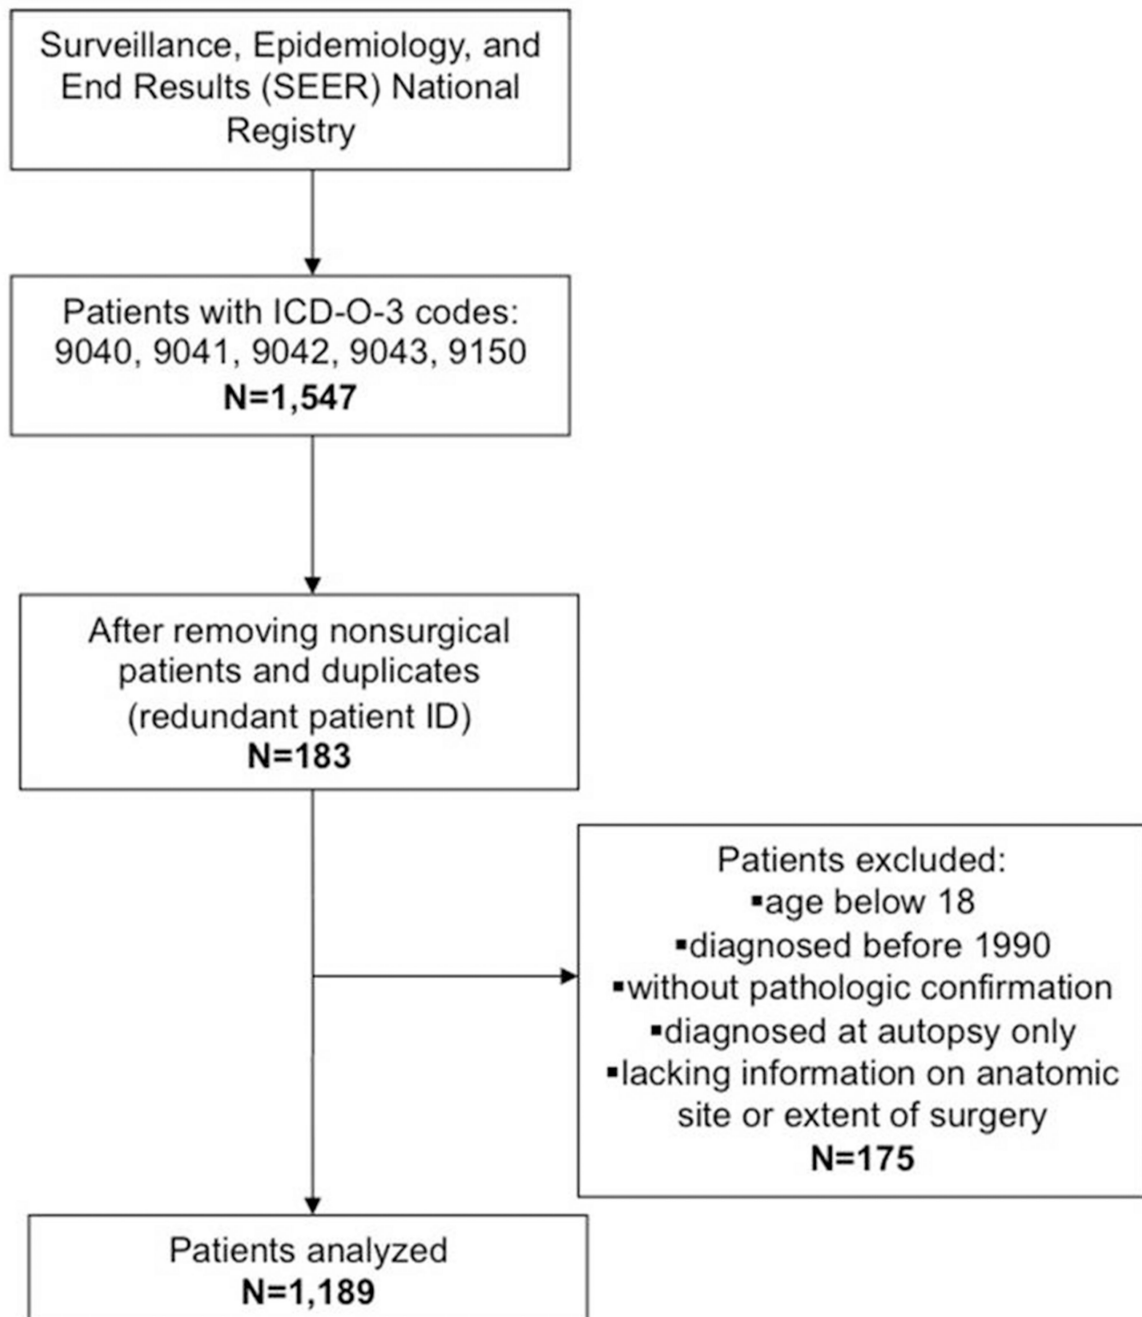 Surveillance, Epidemiology, and
End Results (SEER) National
Registry
Patients with ICD-O-3 codes:
9040, 9041, 9042, 9043, 9150
N=1,547
After removing nonsurgical
patients and duplicates
(redundant patient ID)
N=183
Patients excluded:
▪age below 18
▪diagnosed before 1990
▪without pathologic confirmation
▪diagnosed at autopsy only
▪lacking information on anatomic
site or extent of surgery
N=175
Patients analyzed
N=1,189